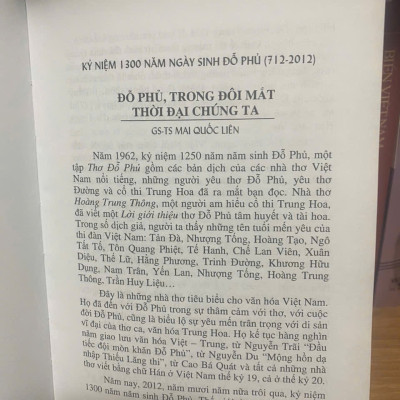 KỶ NIỆM 1300 NĂM NGÀY SINH ĐỖ PHỦ (712-2012)
ĐỖ PHỦ, TRONG ĐÔI MẮT
THỜI ĐẠI CHÚNG TA
GS-TS MAI QUỐC LIÊN
Năm 1962, kỷ niệm 1250 năm năm sinh Đỗ Phủ, một
tập Thơ Đỗ Phủ gồm các bản dịch của các nhà thơ Việt
Nam nổi tiếng, những người yêu thơ Đỗ Phủ, yêu thơ
Đường và cổ thi Trung Hoa đã ra mắt bạn đọc. Nhà thơ
Hoàng Trung Thông, một người am hiểu cổ thi Trung Hoa,
đã viết một Lời giới thiệu thơ Đỗ Phủ tâm huyết và tài hoa.
Trong số dịch giả, người ta thấy những tên tuổi mến yêu của
thi đàn Việt Nam: Tản Đà, Nhượng Tống, Hoàng Tạo, Ngô
Tất Tố, Tôn Quang Phiệt, Tế Hanh, Chế Lan Viên, Xuân
Diệu, Thế Lữ, Hằng Phương, Trinh Đường, Khương Hữu
Dụng, Nam Trân, Yến Lan, Nhượng Tống, Hoàng Trung
Thông, Trần Huy Liệu...
Đây là những nhà thơ tiêu biểu cho văn hóa Việt Nam.
Họ đã đến với Đỗ Phủ trong sự thâm cảm với thơ, với cuộc
đời Đỗ Phủ, cũng là biểu lộ sự yêu mến trân trọng với di sản
vĩ đại của thơ ca, văn hóa Trung Hoa. Họ kế tục hàng nghìn
năm giao lưu văn hóa Việt – Trung, từ Nguyễn Trãi “Đầu
tiếc đội mòn khăn Đỗ Phủ”, từ Nguyễn Du “Mộng hồn dạ
nhập Thiếu Lăng thi”, từ Cao Bá Quát và tất cả những nhà
thơ viết bằng chữ Hán ở Việt Nam thế kỷ 19, cả ở thế kỷ 20.
Năm nay, 2012, năm mươi năm nữa trôi qua, kỷ niệm
1300 năm năm sinh Đỗ Phủ